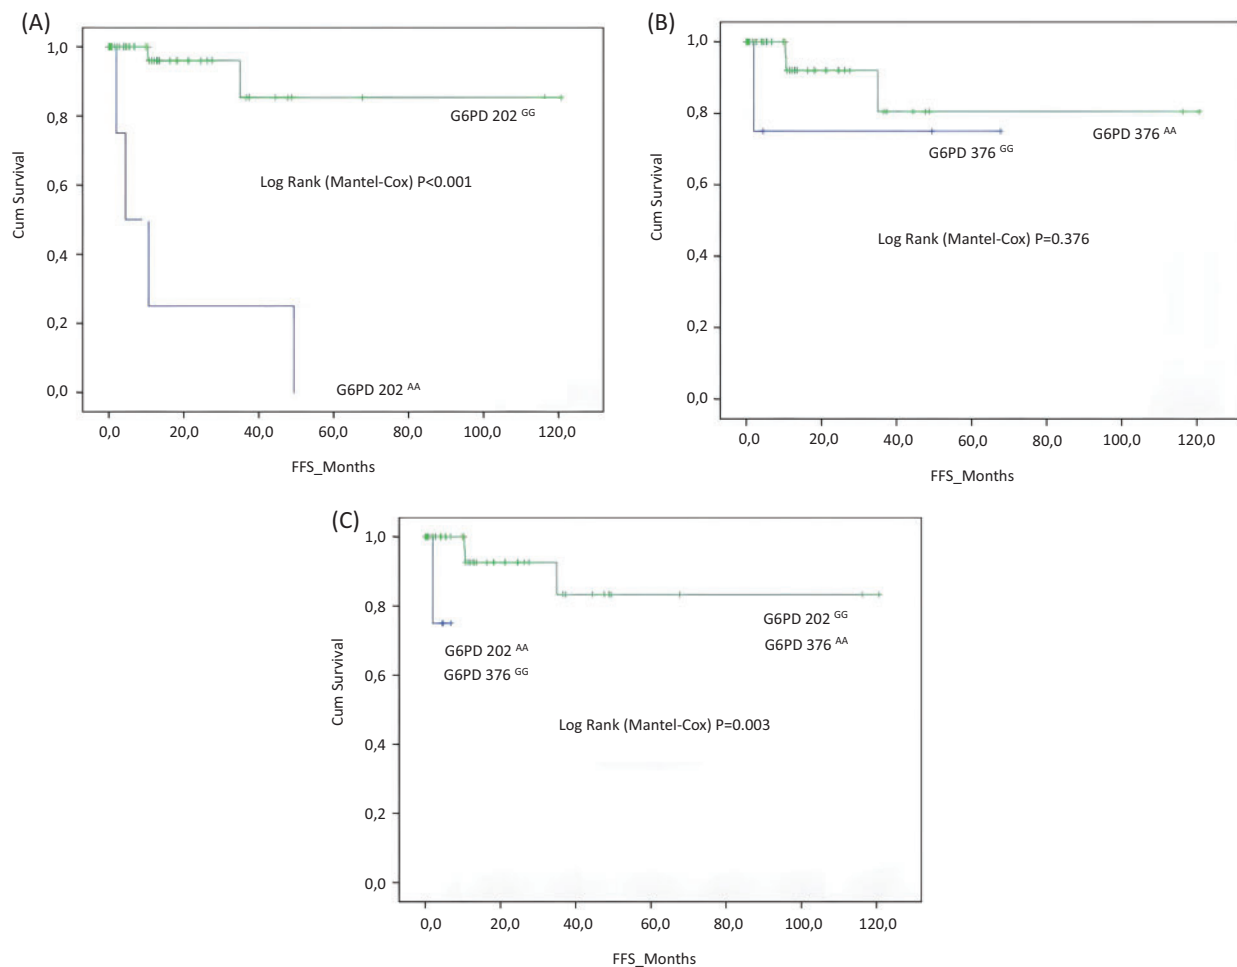 (A)
1,0
0,8
0,6
0,4
0,2
0,0
Cum Survival
G6PD 202 GG
Log Rank (Mantel-Cox) P<0.001
G6PD 202 AA
0,0 20,0 40,0 60,0 80,0 100,0 120,0
FFS_Months
(B)
1,0
0,8
0,6
0,4
0,2
0,0
Cum Survival
G6PD 376 AA
G6PD 376 GG
Log Rank (Mantel-Cox) P=0.376
0,0 20,0 40,0 60,0 80,0 100,0 120,0
FFS_Months
(C)
1,0
0,8
0,6
0,4
0,2
0,0
Cum Survival
G6PD 202 GG
G6PD 376 AA
G6PD 202 AA
G6PD 376 GG
Log Rank (Mantel-Cox) P=0.003
0,0 20,0 40,0 60,0 80,0 100,0 120,0
FFS_Months